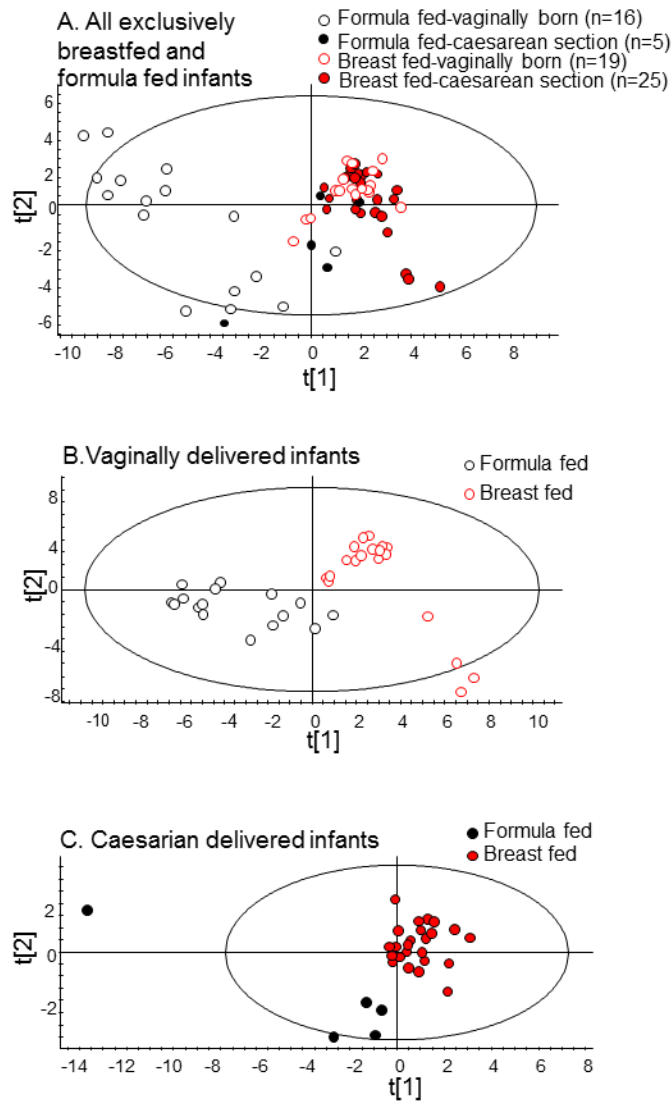 A. All exclusively
breastfed and
formula fed infants
Formula fed-vaginally born (n=16)
Formula fed-caesarean section (n=5)
Breast fed-vaginally born (n=19)
Breast fed-caesarean section (n=25)
6
4
2
0
-2
-4
-6
t[2]
-10 -8 -6 -4 -2 0 2 4 6 8
t[1]
B.Vaginally delivered infants
Formula fed
Breast fed
8
4
0
-4
-8
t[2]
-10 -8 -6 -4 -2 0 2 4 6 8 10
t[1]
C. Caesarian delivered infants
Formula fed
Breast fed
2
0
-2
t[2]
-14 -12 -10 -8 -6 -4 -2 0 2 4 6 8
t[1]